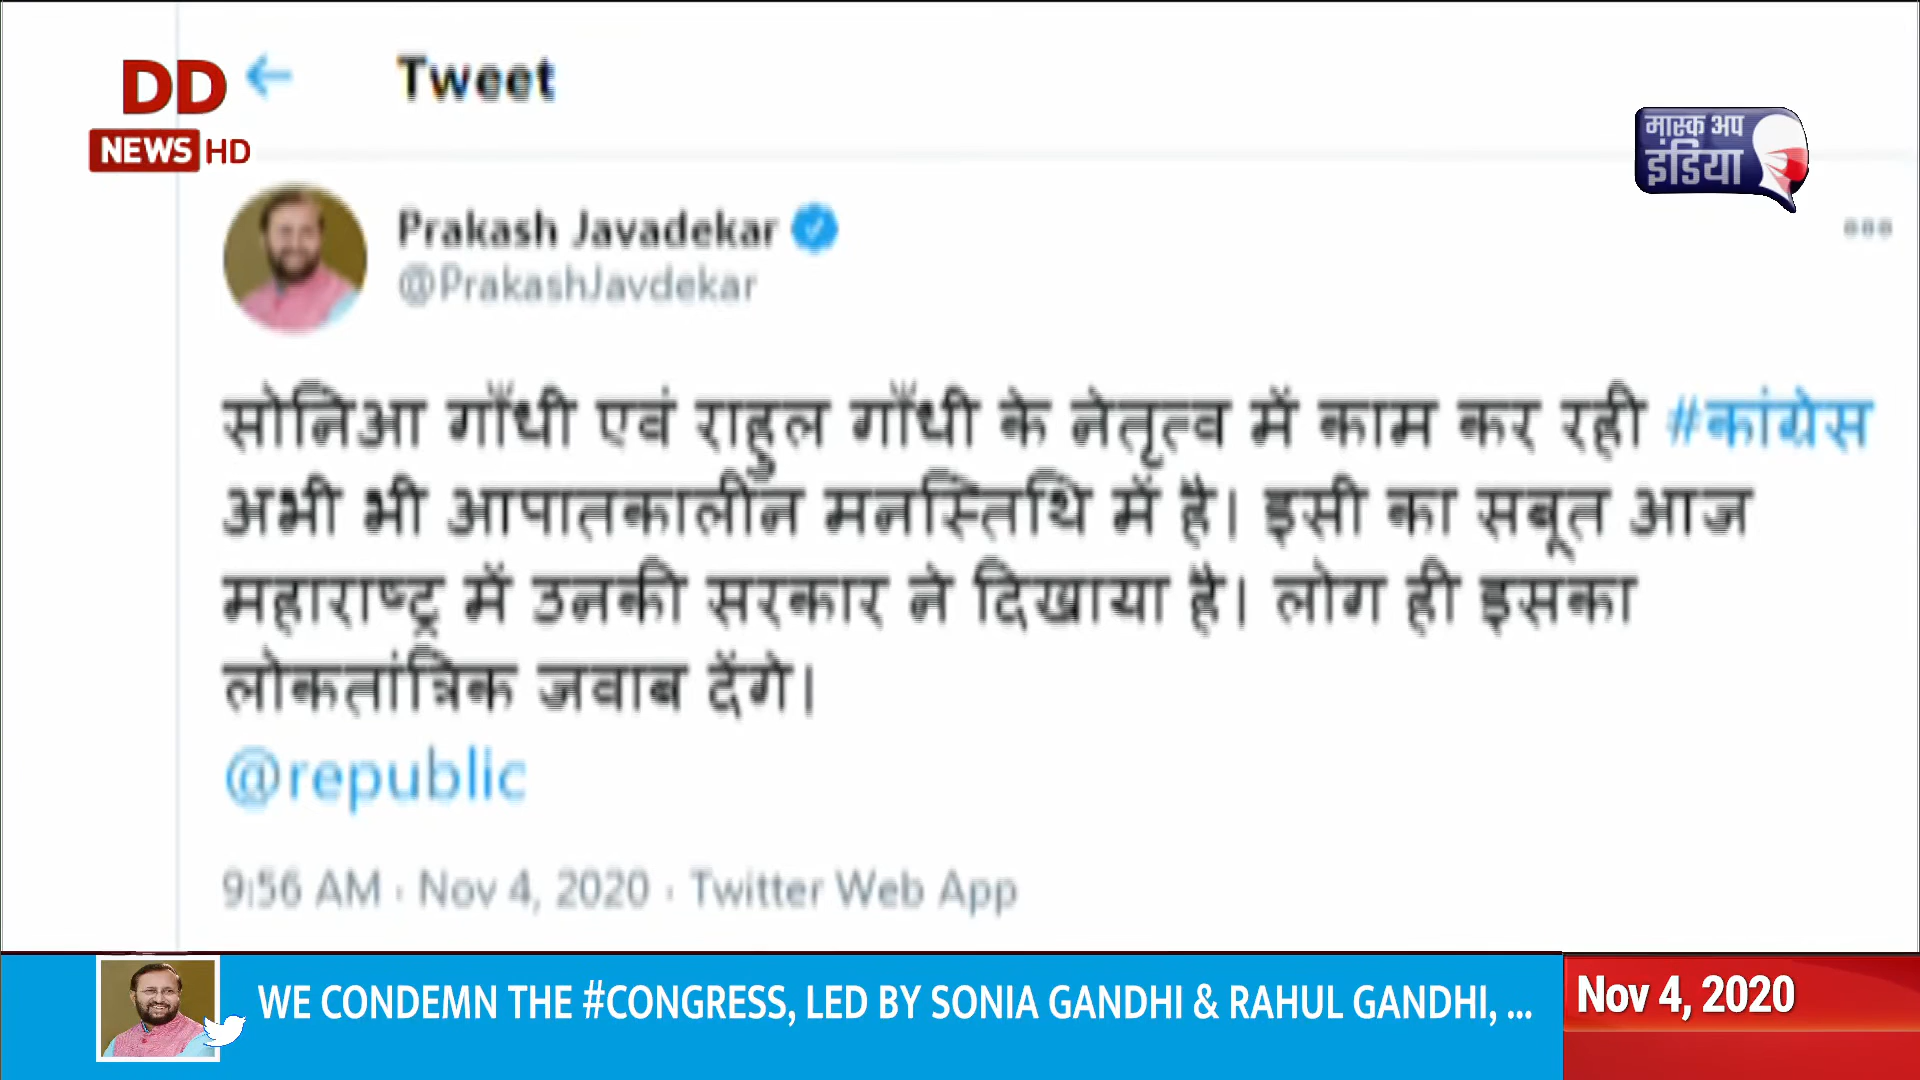 DD
NEWS HD
← Tweet
मास्क अप
इंडिया
Prakash Javadekar
@PrakashJavdekar
सोनिआ गाँधी एवं राहुल गाँधी के नेतृत्व में काम कर रही #कांग्रेस
अभी भी आपातकालीन मनस्तिथि में है। इसी का सबूत आज
महाराष्ट्र में उनकी सरकार ने दिखाया है। लोग ही इसका
लोकतांत्रिक जवाब देंगे।
@republic
9:56 AM · Nov 4, 2020 · Twitter Web App
WE CONDEMN THE #CONGRESS, LED BY SONIA GANDHI & RAHUL GANDHI, ...
Nov 4, 2020